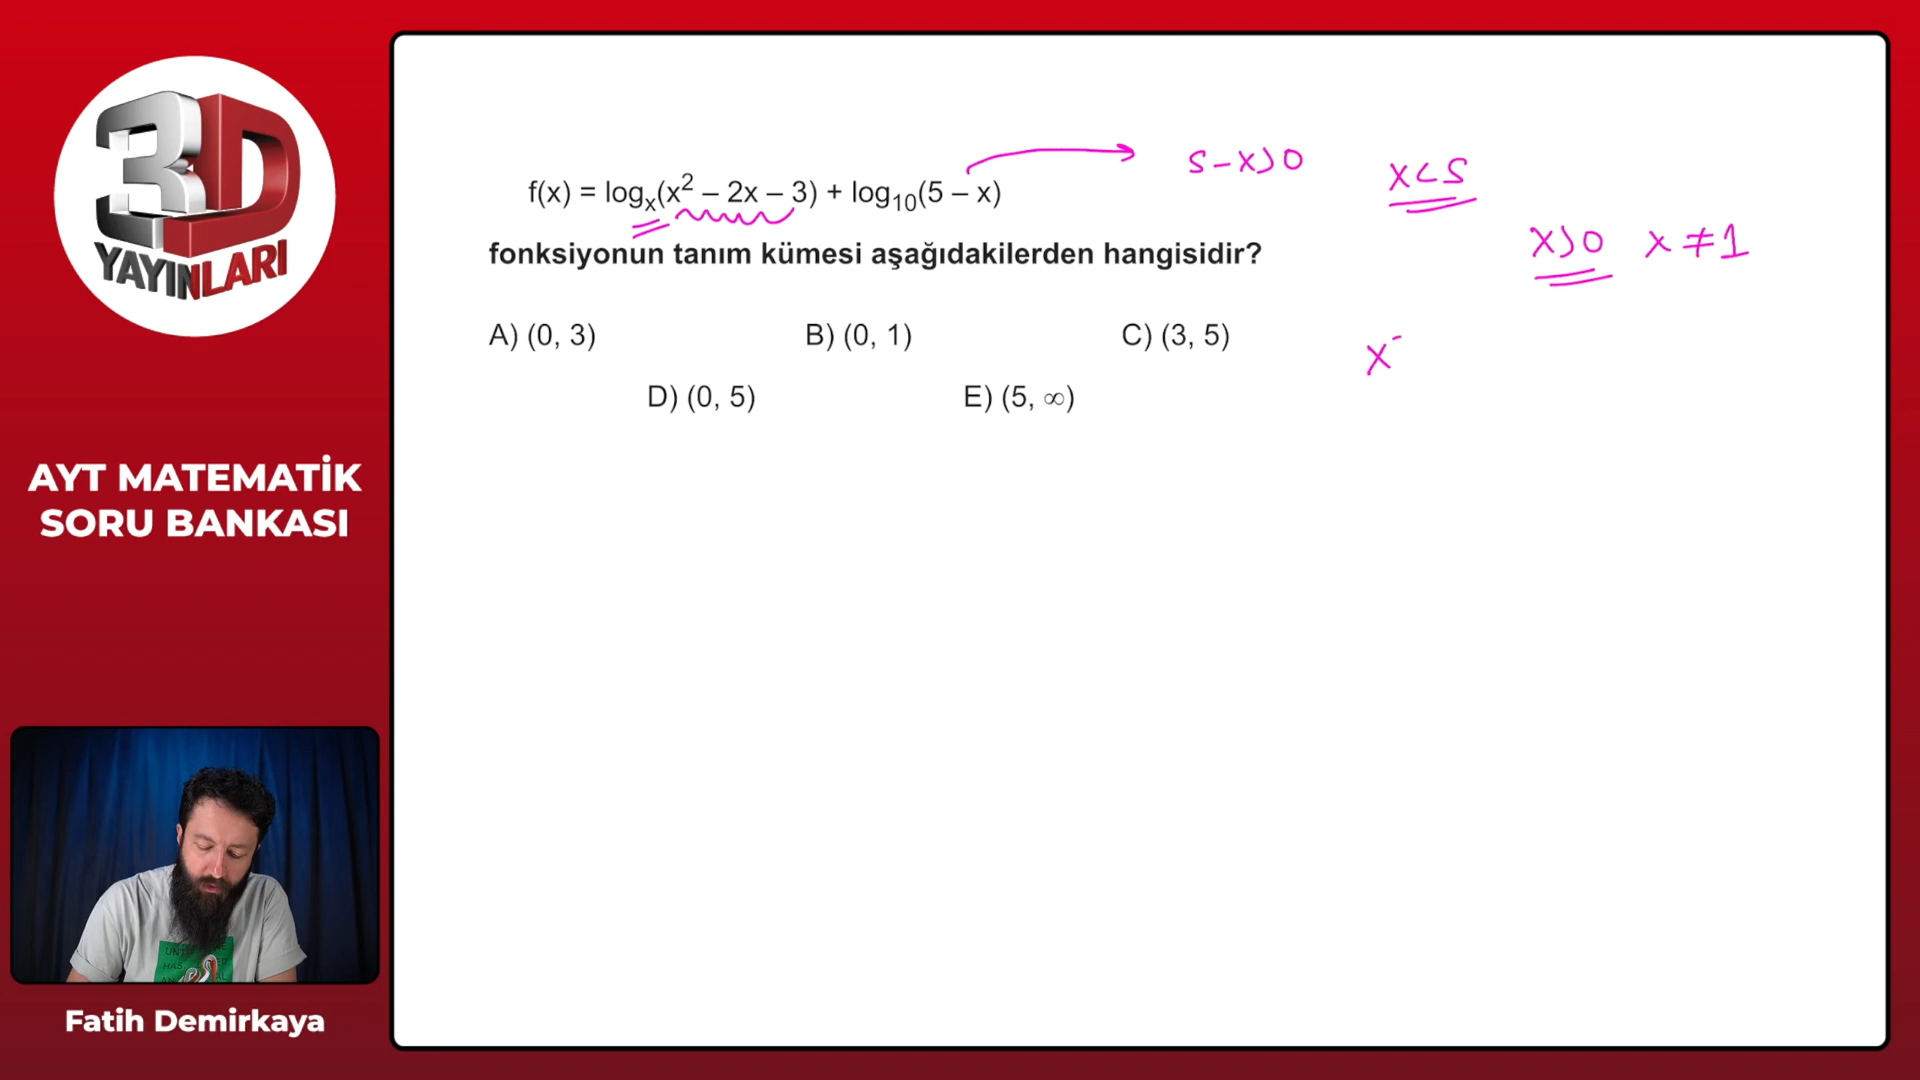 3D
YAYINLARI
AYT MATEMATİK
SORU BANKASI
Fatih Demirkaya
f(x) = logₓ(x² – 2x – 3) + log₁₀(5 – x)
5-x>0
x<5
x>0 x≠1
fonksiyonun tanım kümesi aşağıdakilerden hangisidir?
A) (0, 3) B) (0, 1) C) (3, 5)
x
D) (0, 5) E) (5, ∞)